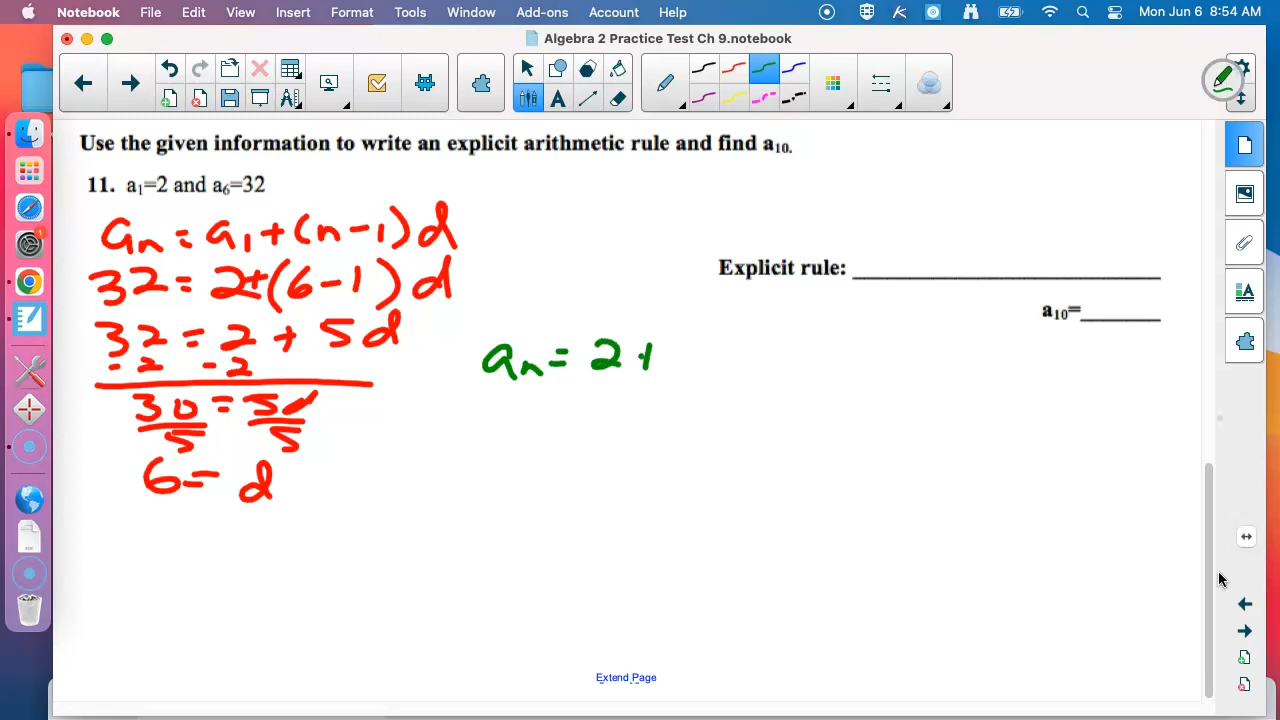 Notebook File Edit View Insert Format Tools Window Add-ons Account Help Mon Jun 6 8:54 AM
Algebra 2 Practice Test Ch 9.notebook
Use the given information to write an explicit arithmetic rule and find a₁₀.
11. a₁=2 and a₆=32
aₙ = a₁ + (n-1)d
32 = 2+(6-1)d
32 = 2 + 5d
-2 -2
30 = 5d
5 5
6 = d
aₙ = 2+
Explicit rule: ____________________
a₁₀=________
Extend Page